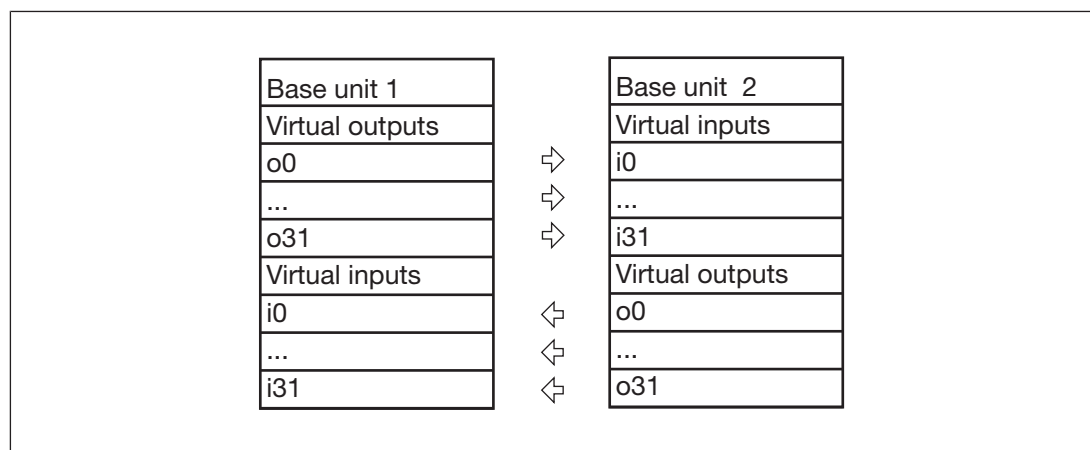 Base unit 1
Virtual outputs
o0
...
o31
Virtual inputs
i0
...
i31
Base unit 2
Virtual inputs
i0
...
i31
Virtual outputs
o0
...
o31